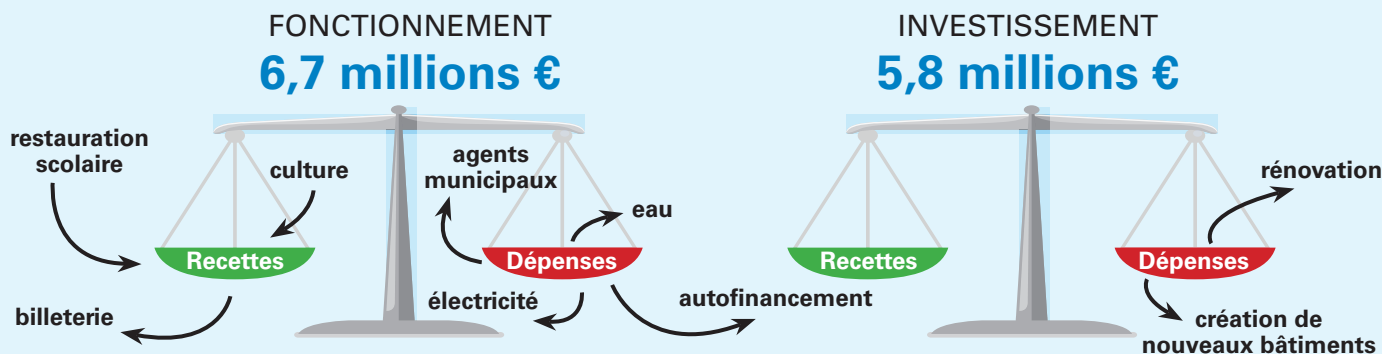 FONCTIONNEMENT
6,7 millions €
restauration
scolaire
culture
agents
municipaux
eau
Recettes
Dépenses
billeterie
électricité
autofinancement
INVESTISSEMENT
5,8 millions €
rénovation
Recettes
Dépenses
création de
nouveaux bâtiments